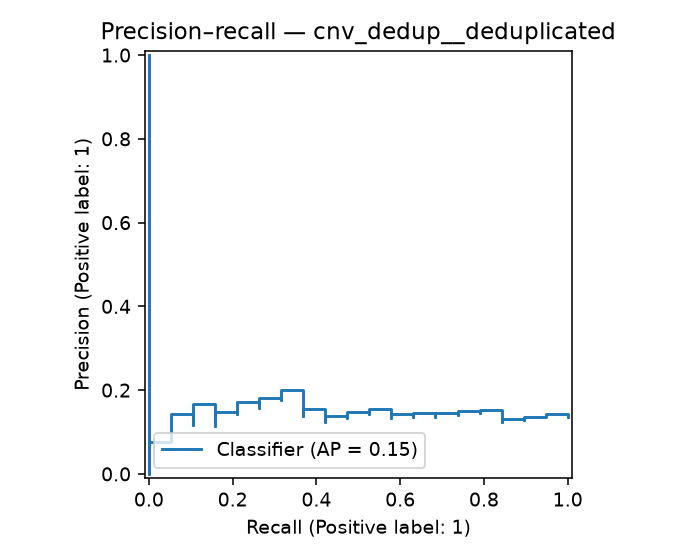 Precision–recall — cnv_dedup__deduplicated
Precision (Positive label: 1)
1.0
0.8
0.6
0.4
0.2
0.0
Classifier (AP = 0.15)
0.0 0.2 0.4 0.6 0.8 1.0
Recall (Positive label: 1)